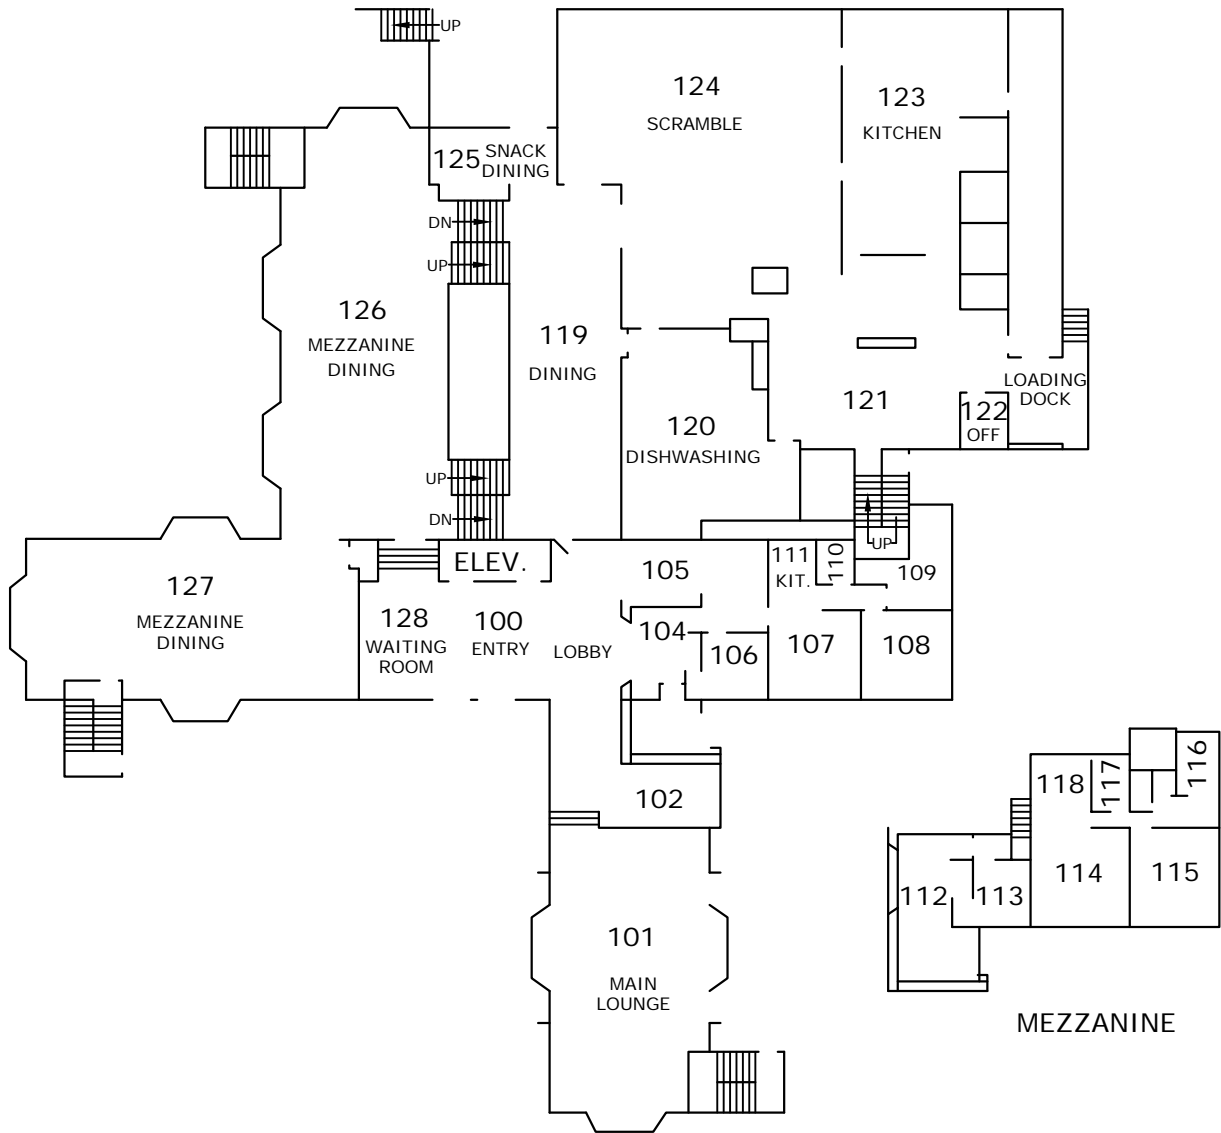 UP
124
SCRAMBLE
123
KITCHEN
125
SNACK
DINING
DN
UP
126
MEZZANINE
DINING
119
DINING
121
122
OFF
LOADING
DOCK
120
DISHWASHING
UP
DN
UP
ELEV.
105
111
KIT.
110
109
127
MEZZANINE
DINING
128
WAITING
ROOM
100
ENTRY
LOBBY
104
106
107
108
102
101
MAIN
LOUNGE
118
117
116
112
113
114
115
MEZZANINE